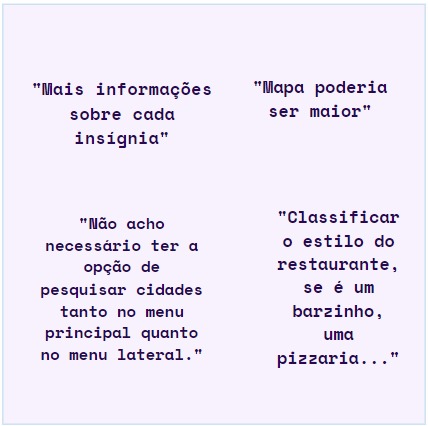 "Mais informações
sobre cada
insígnia"
"Mapa poderia
ser maior"
"Não acho
necessário ter a
opção de
pesquisar cidades
tanto no menu
principal quanto
no menu lateral."
"Classificar
o estilo do
restaurante,
se é um
barzinho,
uma
pizzaria..."